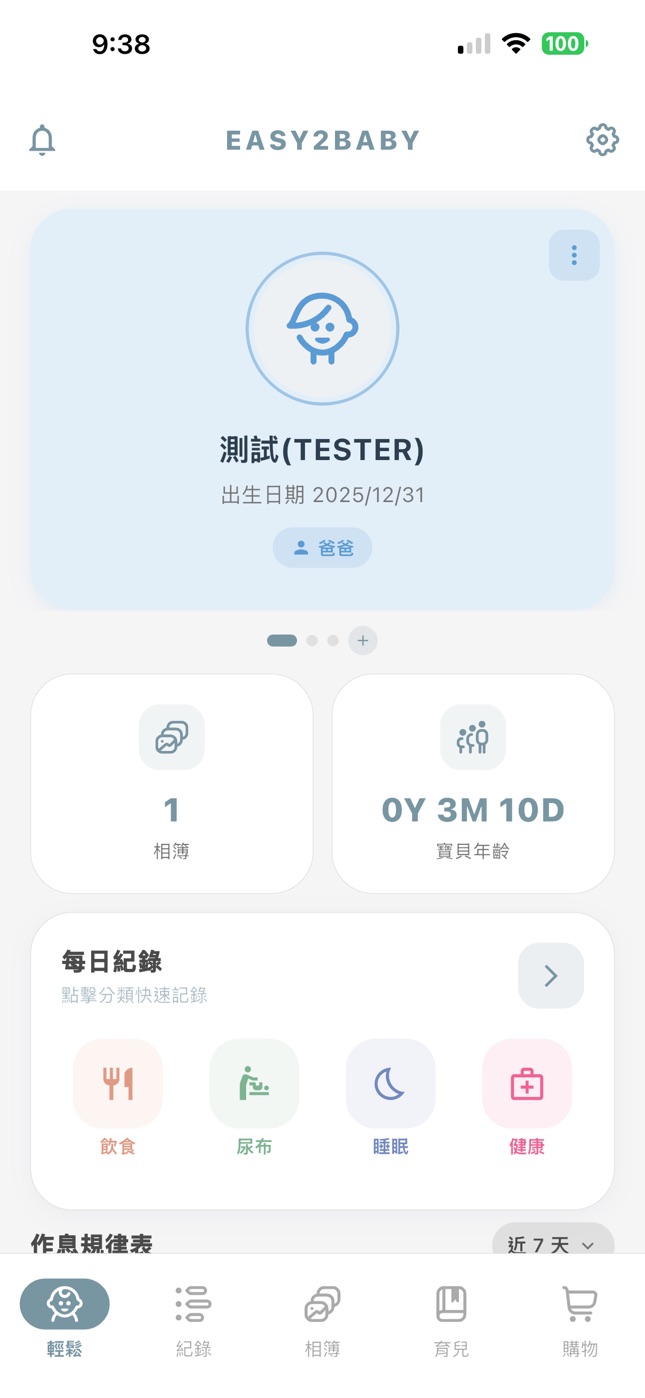 9:38
100
EASY2BABY
測試(TESTER)
出生日期 2025/12/31
爸爸
1
相簿
0Y 3M 10D
寶貝年齡
每日紀錄
點擊分類快速記錄
飲食
尿布
睡眠
健康
作息規律表
近 7 天
輕鬆
紀錄
相簿
育兒
購物